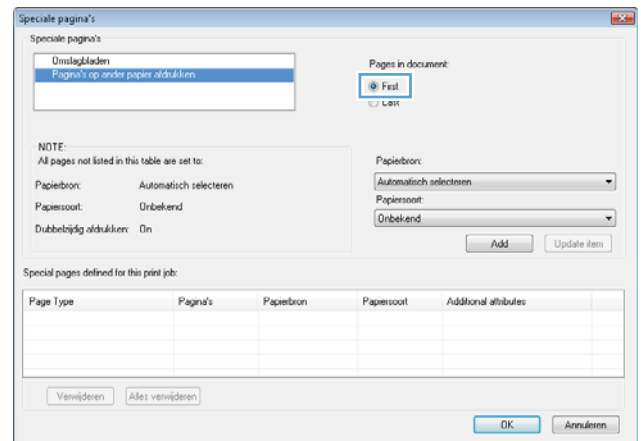 Speciale pagina's
Speciale pagina's
Omslagbladen
Pagina's op ander papier afdrukken
Pages in document:
First
Last
NOTE:
All pages not listed in this table are set to:
Papierbron: Automatisch selecteren
Papiersoort: Onbekend
Dubbelzijdig afdrukken: On
Papierbron:
Automatisch selecteren
Papiersoort:
Onbekend
Add Update item
Special pages defined for this print job:
Page Type Pagina's Papierbron Papiersoort Additional attributes
Verwijderen Alles verwijderen
OK Annuleren